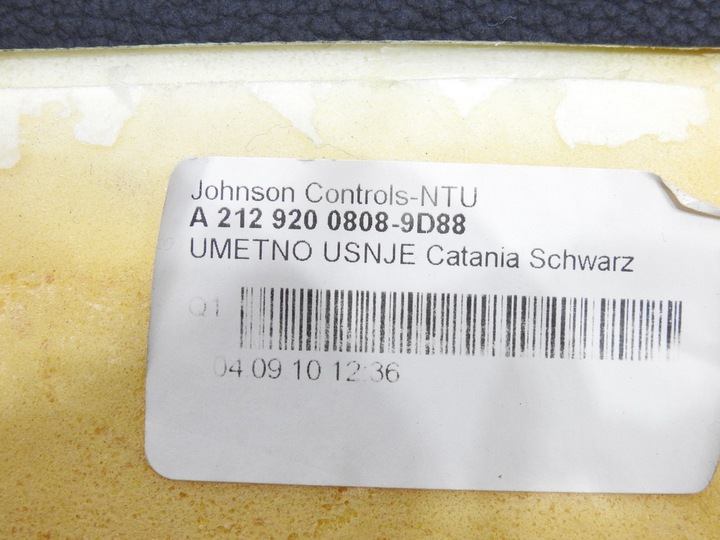 Johnson Controls-NTU
A 212 920 0808-9D88
UMETNO USNJE Catania Schwarz
Q1
04.09.10 12:36